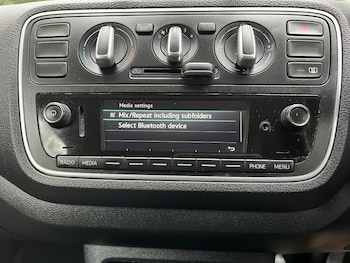 Media settings
Mix/Repeat including subfolders
Select Bluetooth device
RADIO MEDIA PHONE MENU